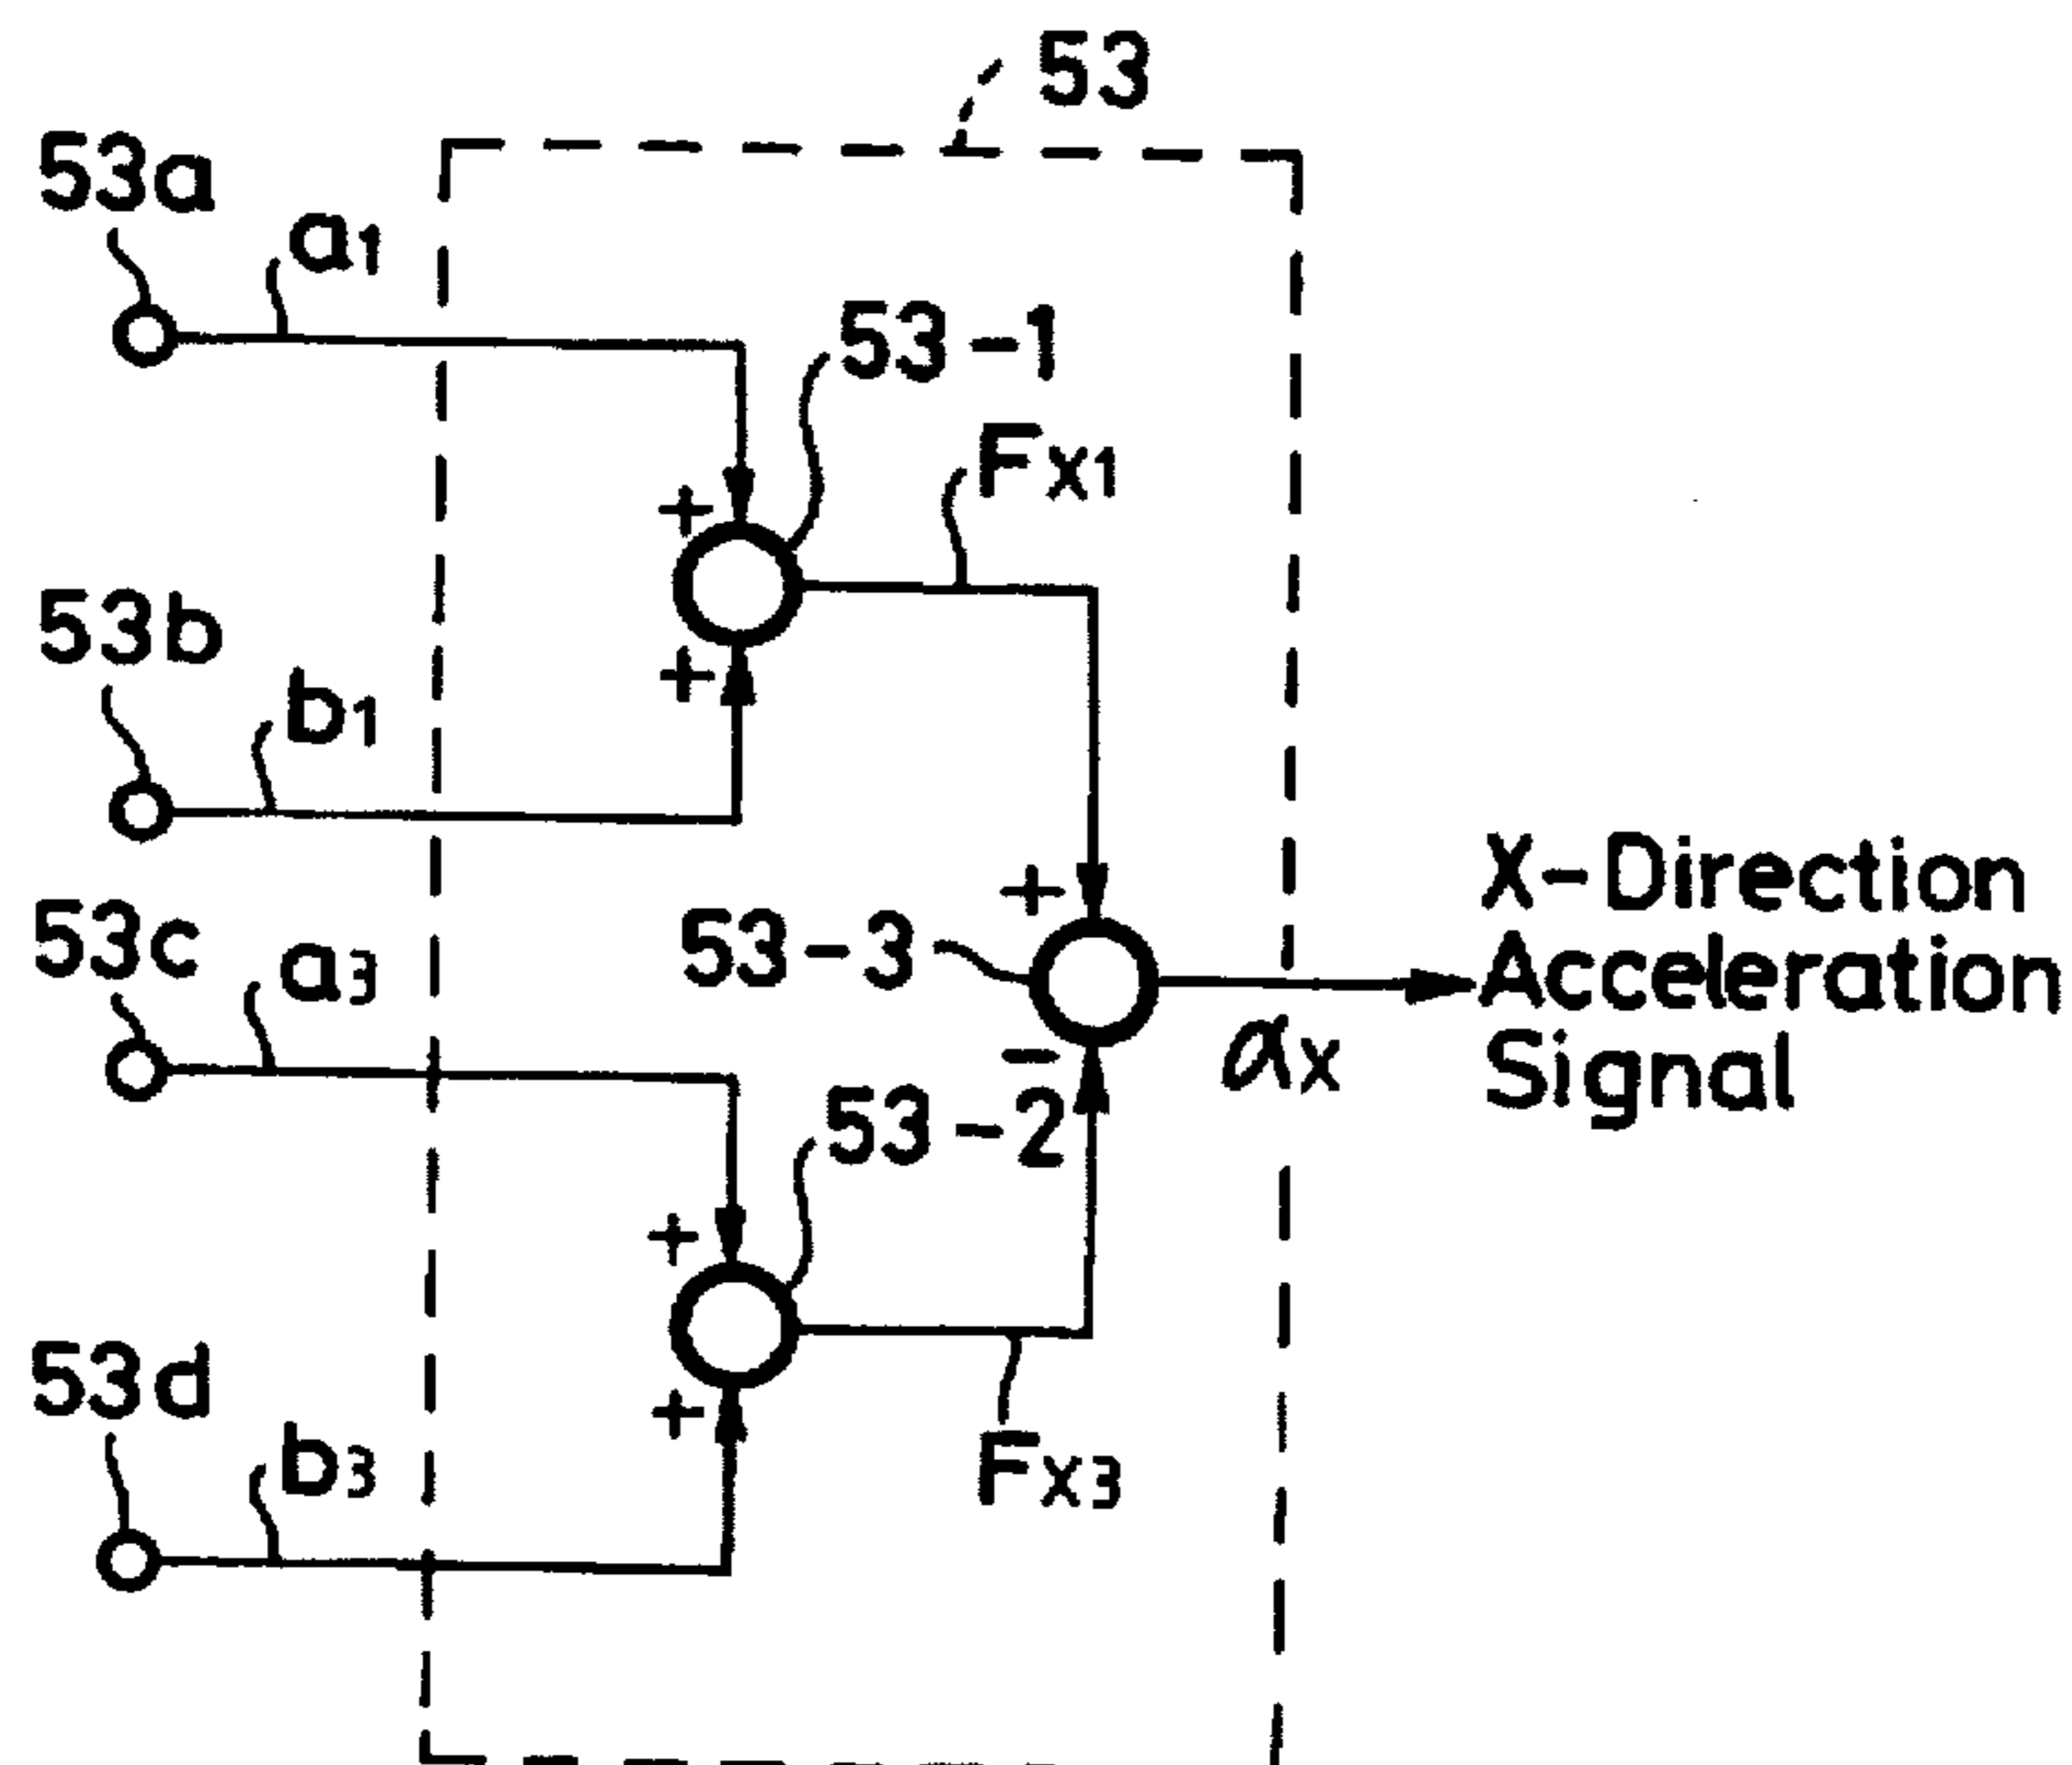 53
53a
a1
53-1
Fx1
+
53b
+
b1
+
53c
a3
53-3
X-Direction
Acceleration
Signal
αx
-
53-2
+
53d
+
b3
Fx3